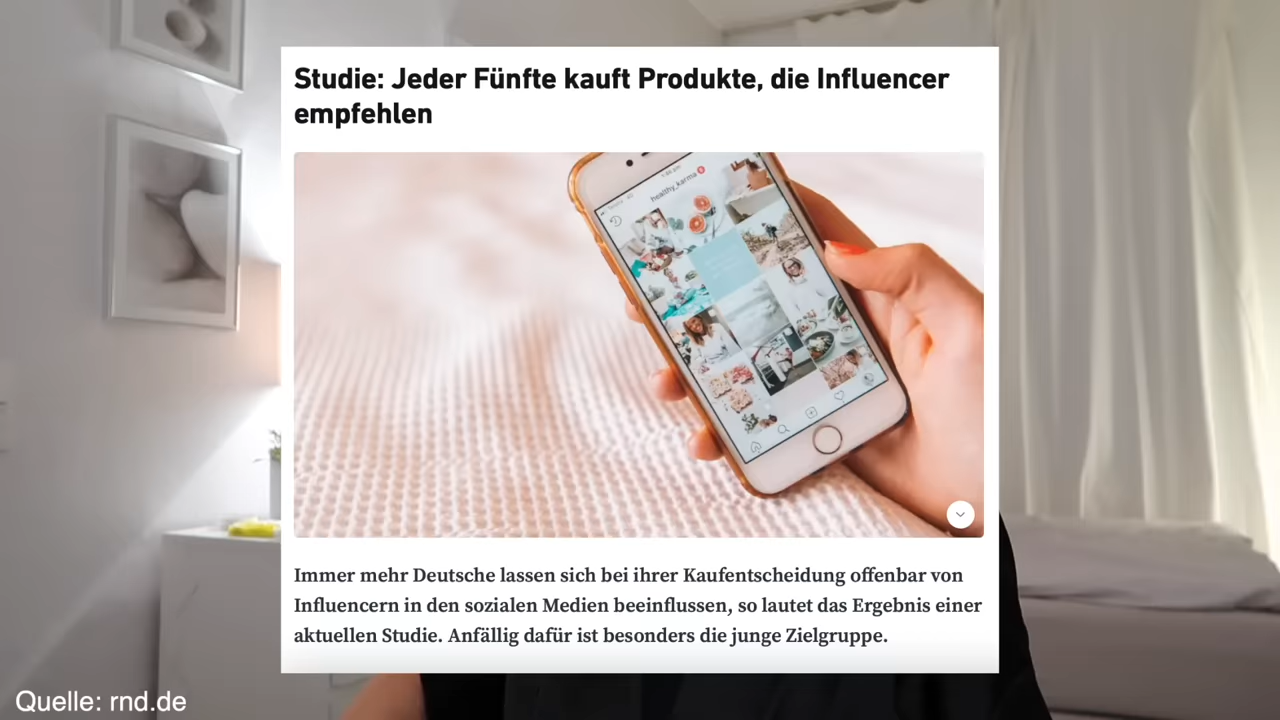 Studie: Jeder Fünfte kauft Produkte, die Influencer
empfehlen
healthy_karma
Immer mehr Deutsche lassen sich bei ihrer Kaufentscheidung offenbar von
Influencern in den sozialen Medien beeinflussen, so lautet das Ergebnis einer
aktuellen Studie. Anfällig dafür ist besonders die junge Zielgruppe.
Quelle: rnd.de